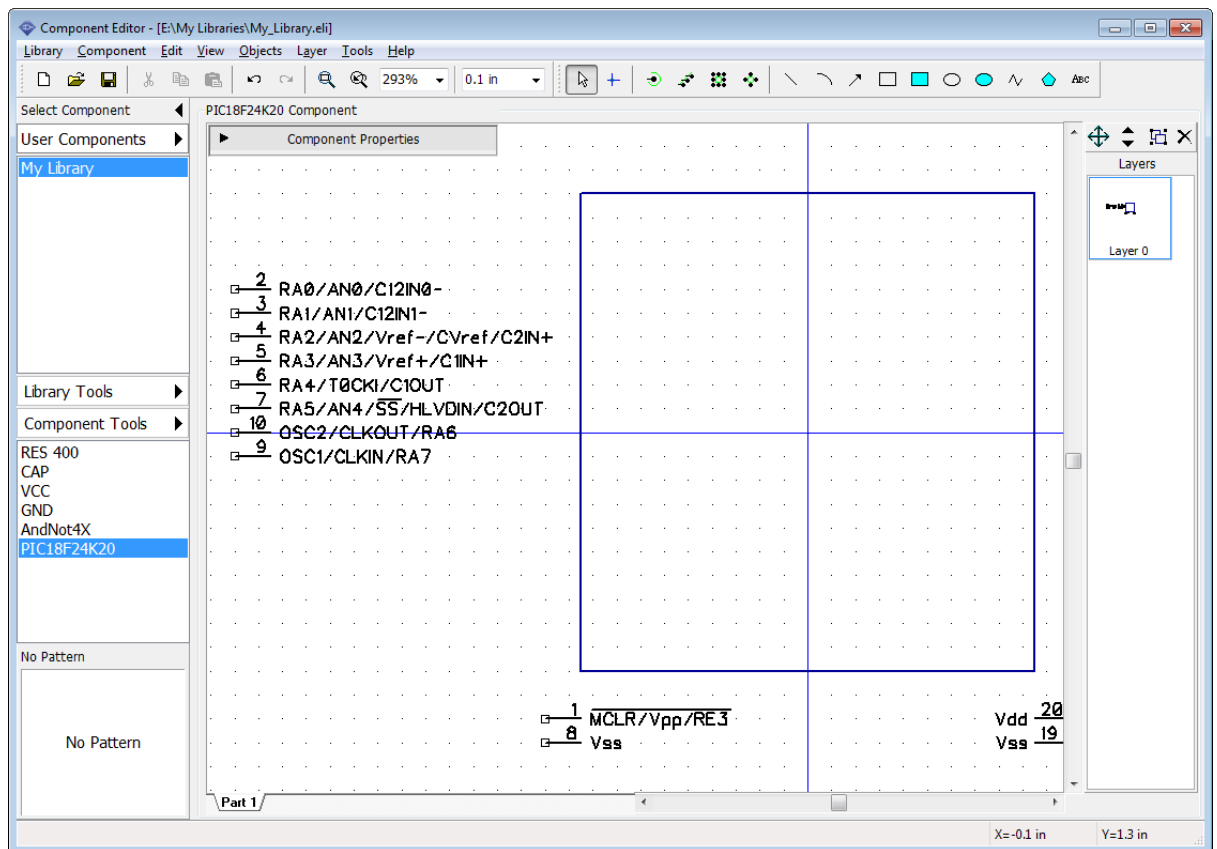 Component Editor - [E:\My Libraries\My_Library.eli]
Library Component Edit View Objects Layer Tools Help
293% 0.1 in ABC
Select Component
PIC18F24K20 Component
User Components
Component Properties
My Library
Layers
Layer 0
2 RA0/AN0/C12IN0-
3 RA1/AN1/C12IN1-
4 RA2/AN2/Vref-/CVref/C2IN+
5 RA3/AN3/Vref+/C1IN+
6 RA4/T0CKI/C1OUT
7 RA5/AN4/SS/HLVDIN/C2OUT
10 OSC2/CLKOUT/RA6
9 OSC1/CLKIN/RA7
Library Tools
Component Tools
RES 400
CAP
VCC
GND
AndNot4X
PIC18F24K20
No Pattern
No Pattern
1 MCLR/Vpp/RE3
8 Vss
Vdd 20
Vss 19
Part 1
X=-0.1 in Y=1.3 in